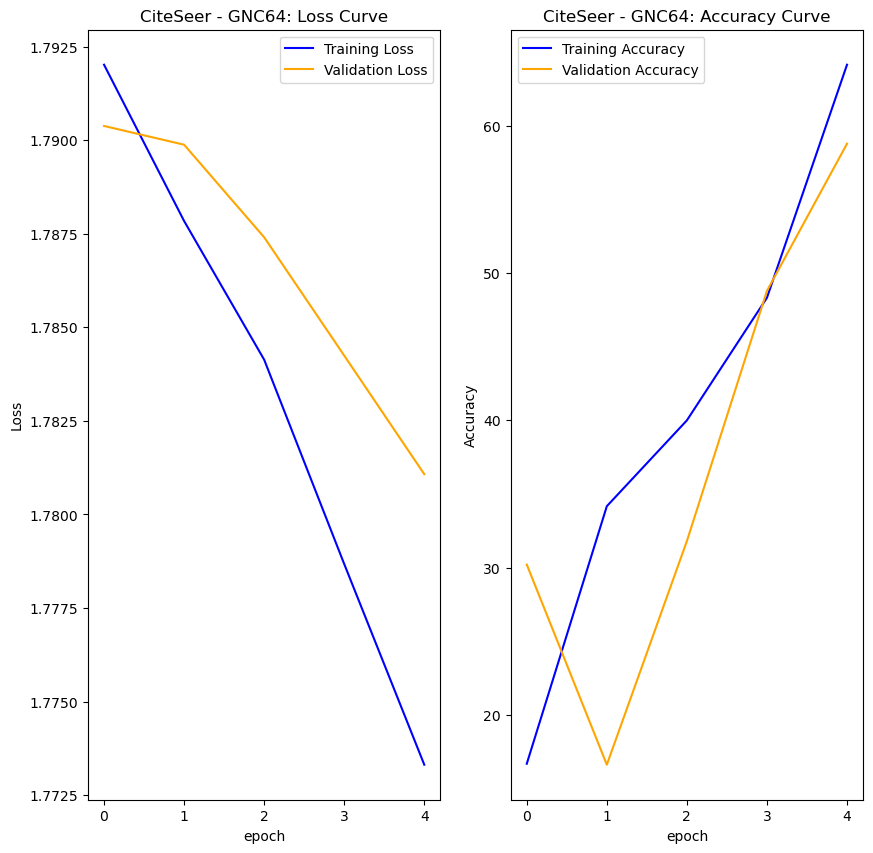 CiteSeer - GNC64: Loss Curve
Training Loss
Validation Loss
1.7925
1.7900
1.7875
1.7850
1.7825
1.7800
1.7775
1.7750
1.7725
Loss
0 1 2 3 4
epoch
CiteSeer - GNC64: Accuracy Curve
Training Accuracy
Validation Accuracy
60
50
40
30
20
Accuracy
0 1 2 3 4
epoch